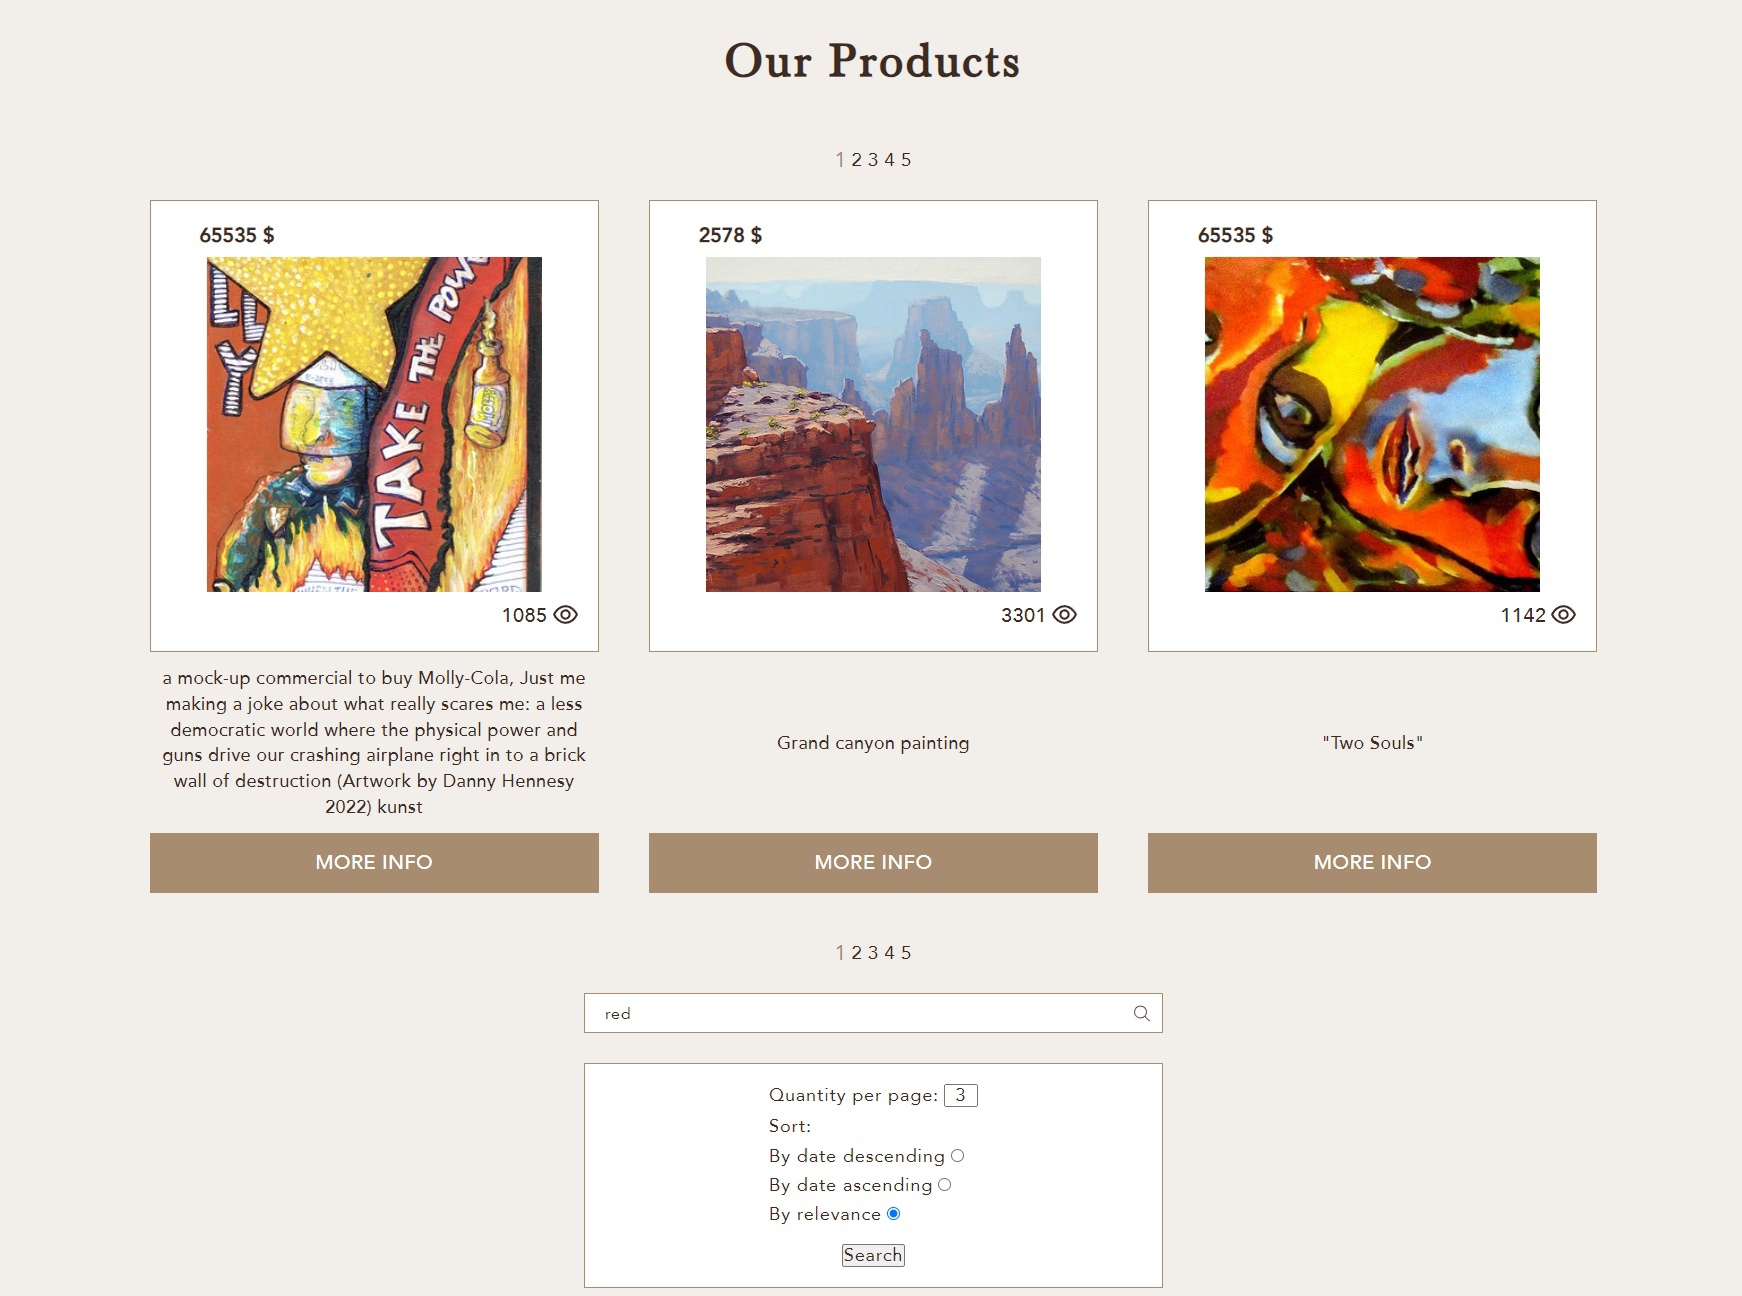 Our Products
1 2 3 4 5
65535 $
2578 $
65535 $
TAKE THE POW
MOLLY
1085
3301
1142
a mock-up commercial to buy Molly-Cola, Just me
making a joke about what really scares me: a less
democratic world where the physical power and
guns drive our crashing airplane right in to a brick
wall of destruction (Artwork by Danny Hennesy
2022) kunst
Grand canyon painting
"Two Souls"
MORE INFO
MORE INFO
MORE INFO
1 2 3 4 5
red
Quantity per page: 3
Sort:
By date descending
By date ascending
By relevance
Search